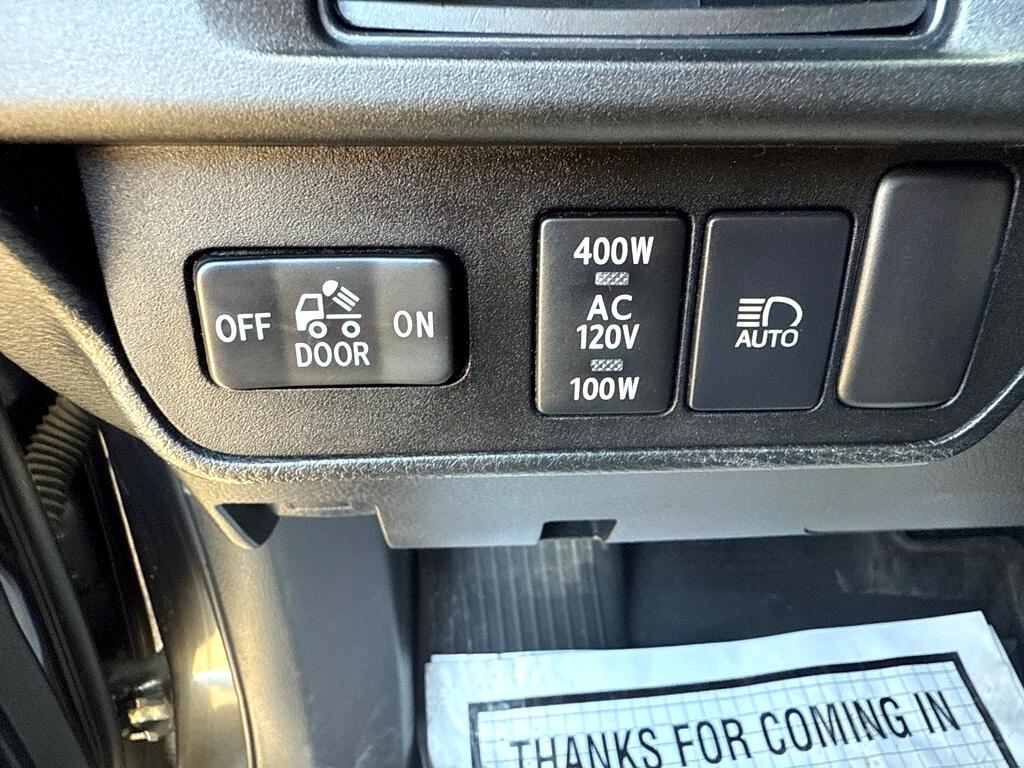 OFF
DOOR
ON
400W
AC
120V
100W
AUTO
THANKS FOR COMING IN